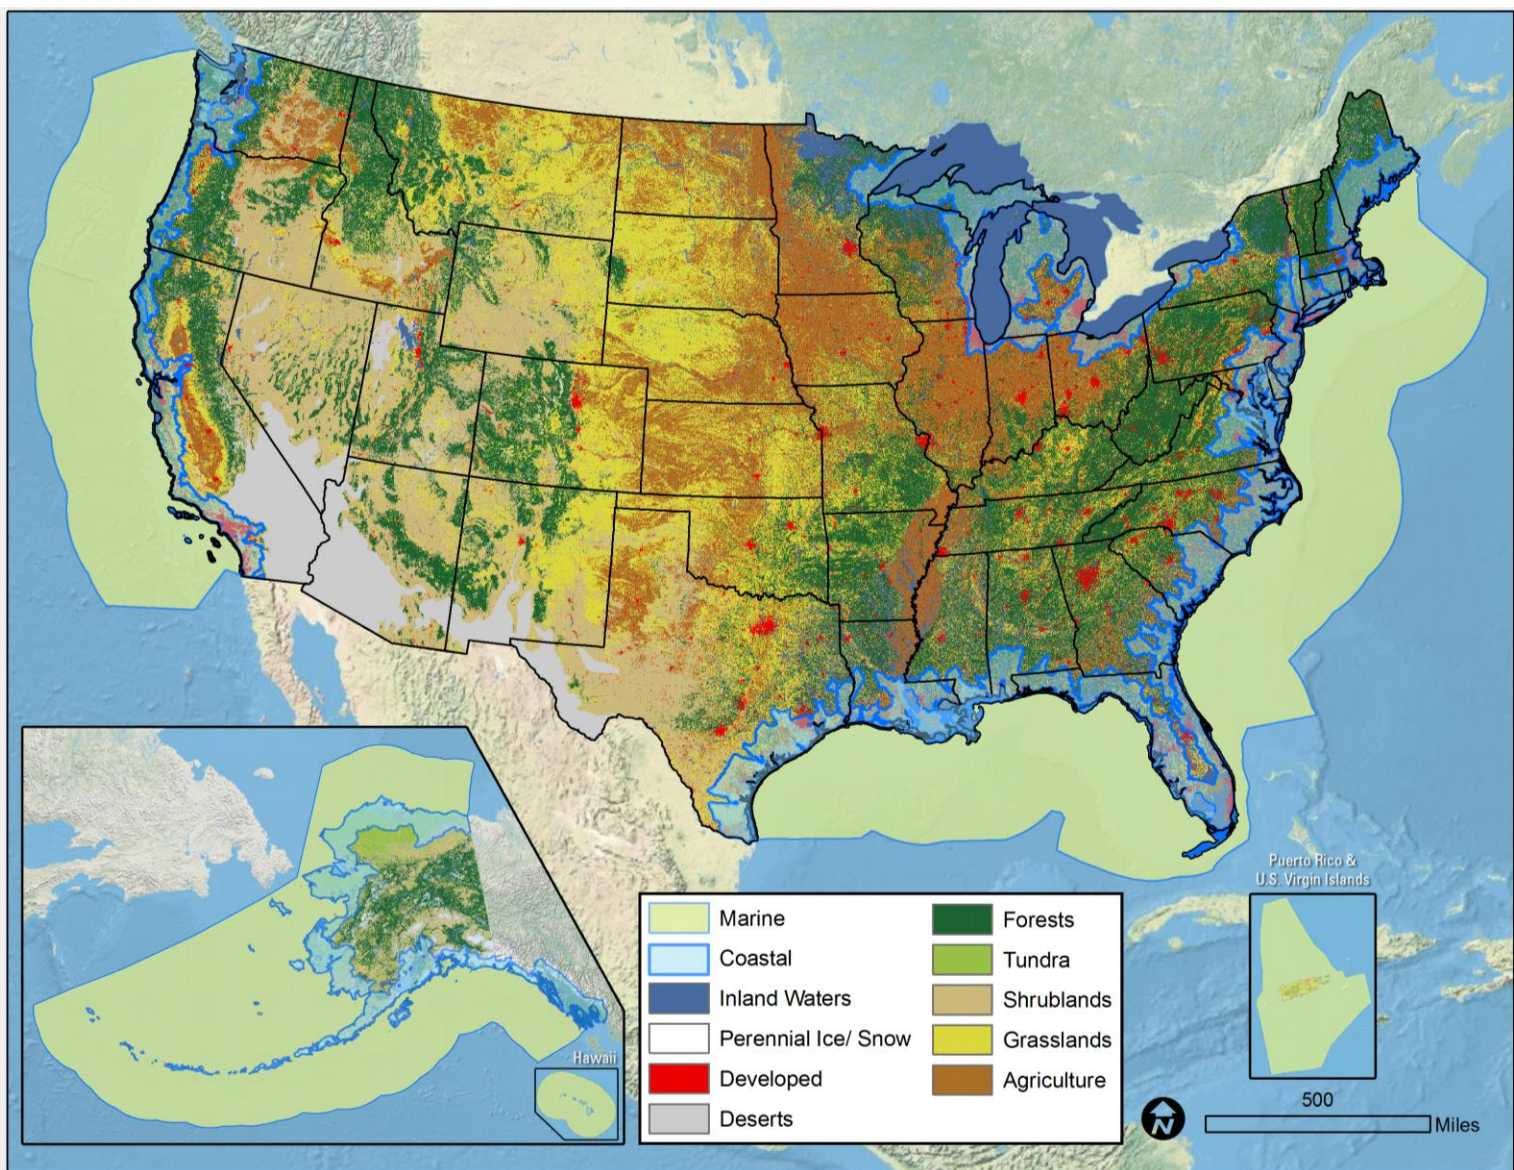 Puerto Rico &
U.S. Virgin Islands
Hawaii
Marine
Coastal
Inland Waters
Perennial Ice/ Snow
Developed
Deserts
Forests
Tundra
Shrublands
Grasslands
Agriculture
N
500
Miles